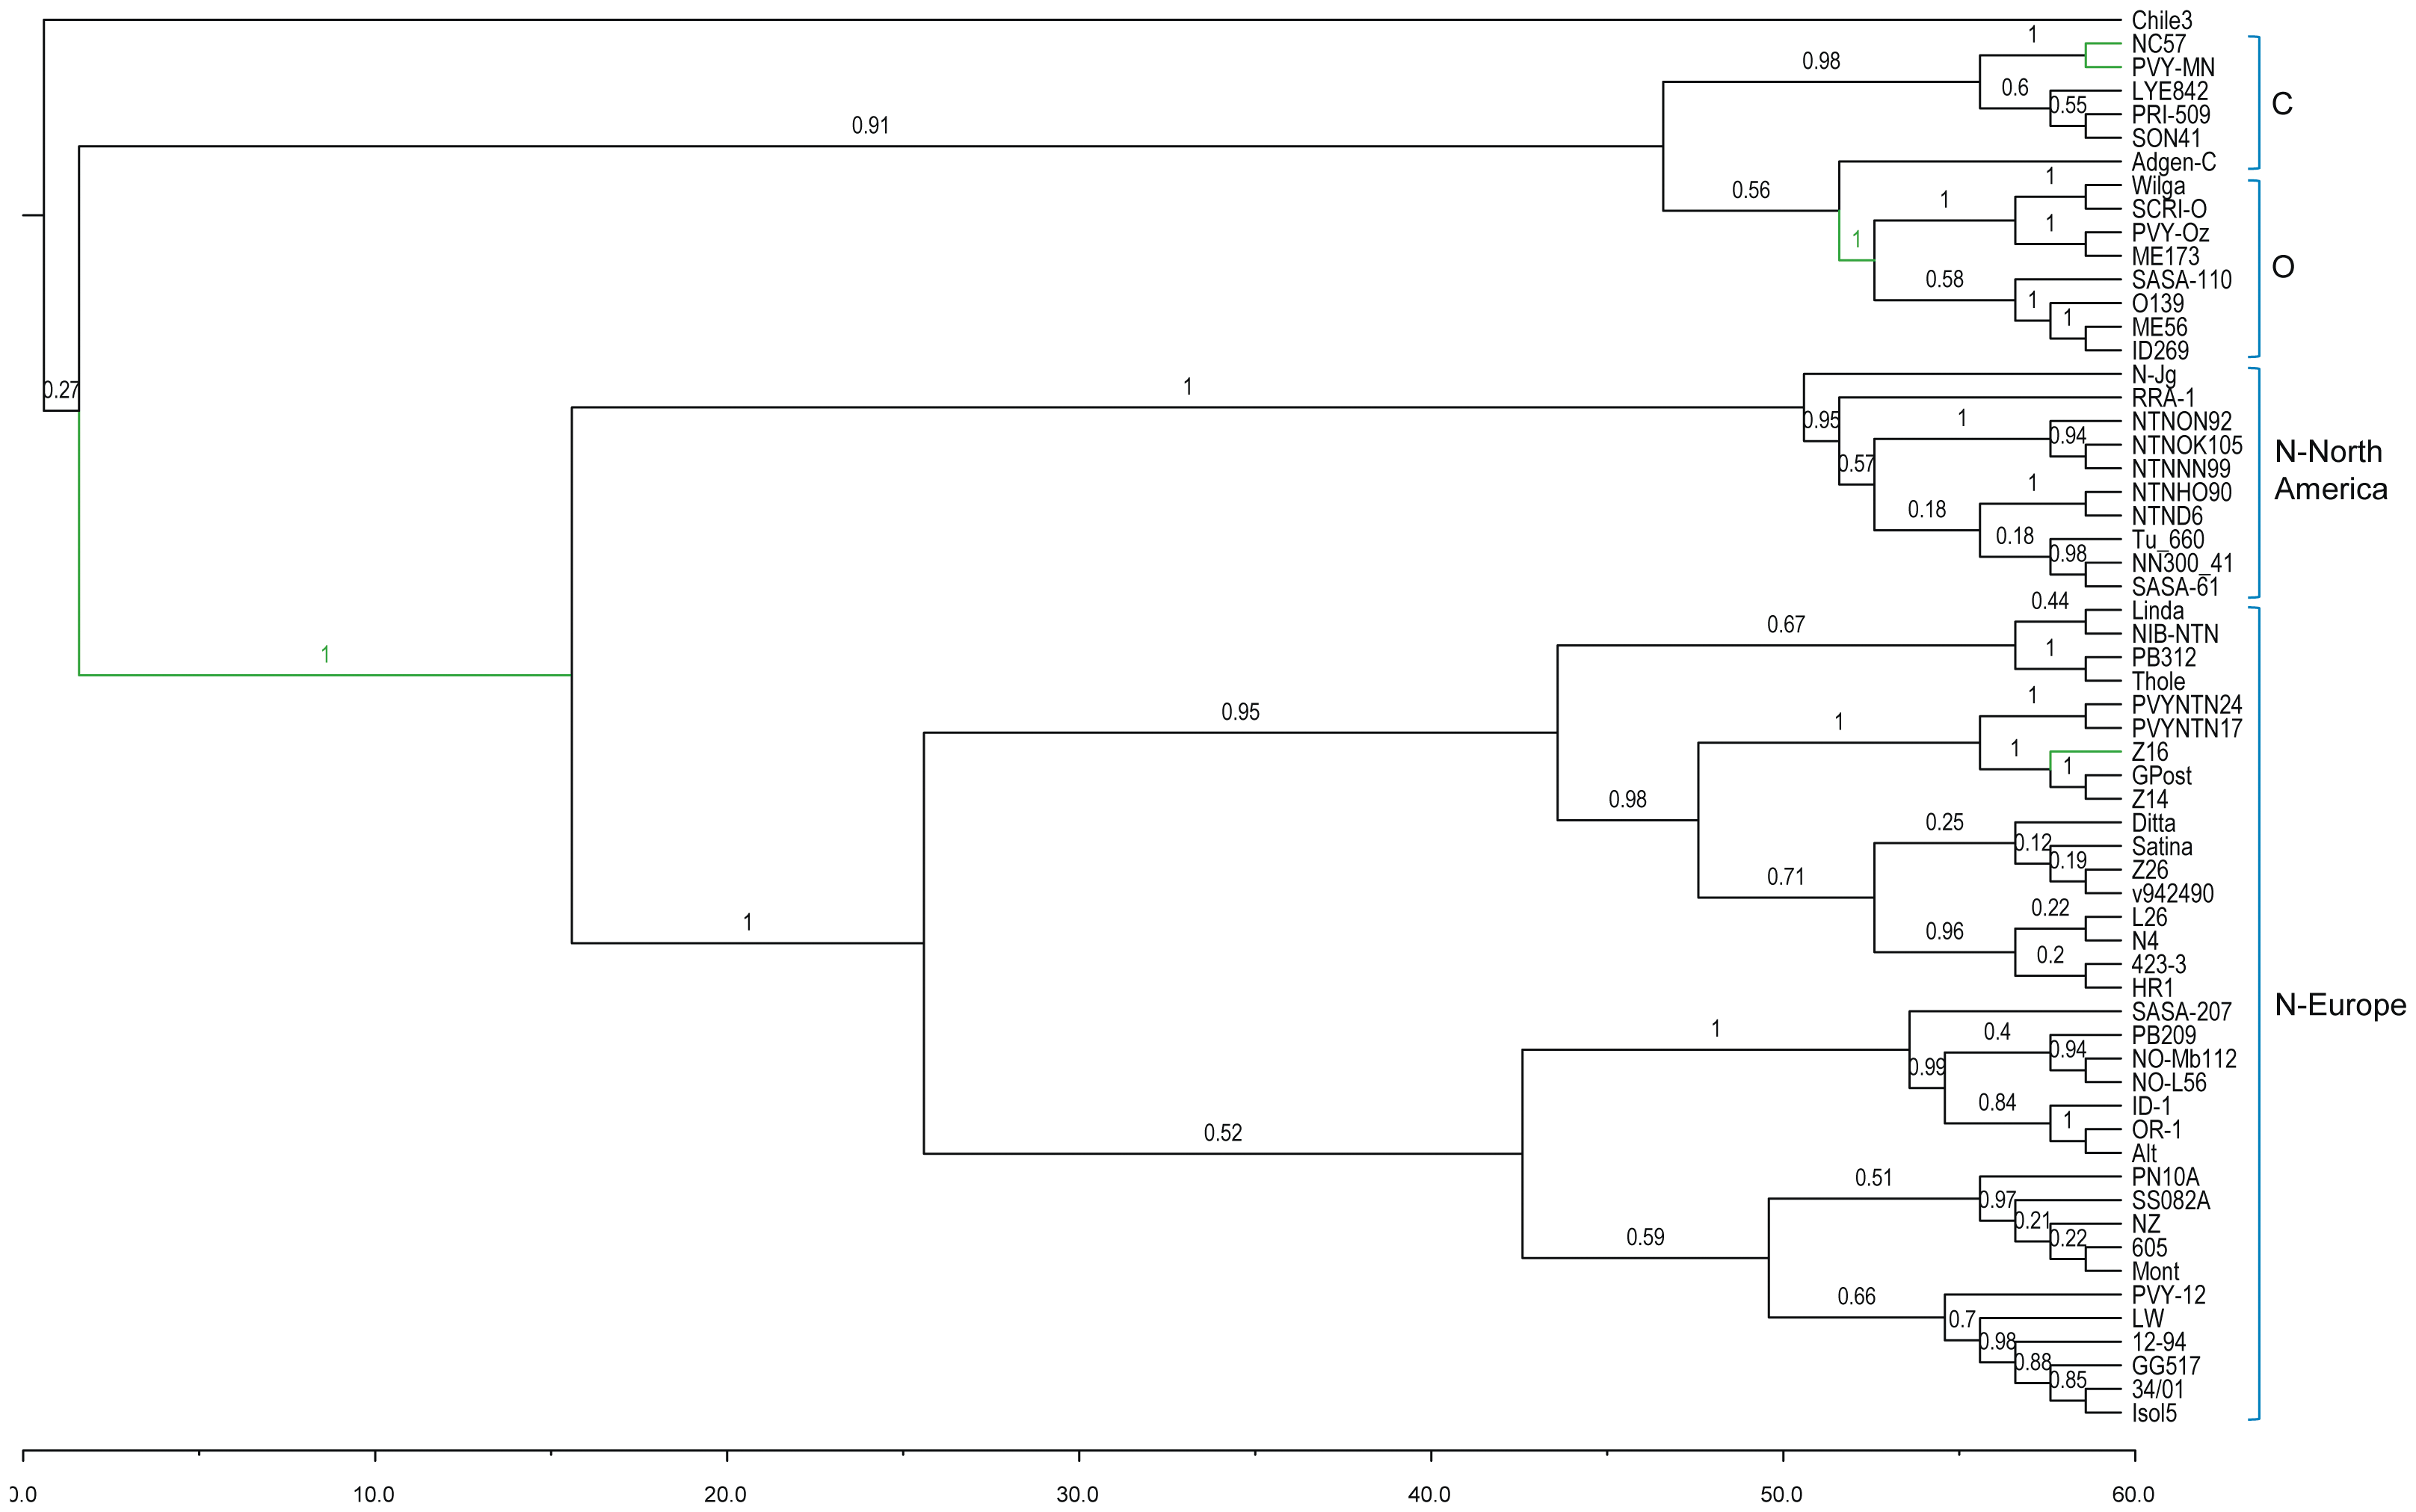 Chile3
1
NC57
0.98
PVY-MN
0.6
LYE842
0.55
C
PRI-509
0.91
SON41
Adgen-C
1
0.56
Wilga
1
SCRI-O
1
PVY-Oz
1
ME173
O
0.58
SASA-110
1
O139
1
ME56
ID269
0.27
1
N-Jg
RRA-1
0.95
1
NTNON92
0.94
NTNOK105
N-North
America
0.57
NTNNN99
1
NTNHO90
0.18
NTND6
0.18
Tu_660
0.98
NN300_41
SASA-61
0.44
Linda
0.67
NIB-NTN
1
PB312
1
Thole
1
PVYNTN24
0.95
1
PVYNTN17
1
Z16
1
GPost
0.98
Z14
0.25
Ditta
0.12
Satina
0.19
Z26
0.71
v942490
0.22
L26
1
0.96
N4
0.2
423-3
HR1
N-Europe
SASA-207
1
0.4
PB209
0.94
NO-Mb112
0.99
NO-L56
0.84
ID-1
1
OR-1
0.52
Alt
0.51
PN10A
0.97
SS082A
0.21
NZ
0.59
0.22
605
Mont
0.66
PVY-12
0.7
LW
0.98
12-94
0.88
GG517
0.85
34/01
Isol5
0.0 10.0 20.0 30.0 40.0 50.0 60.0